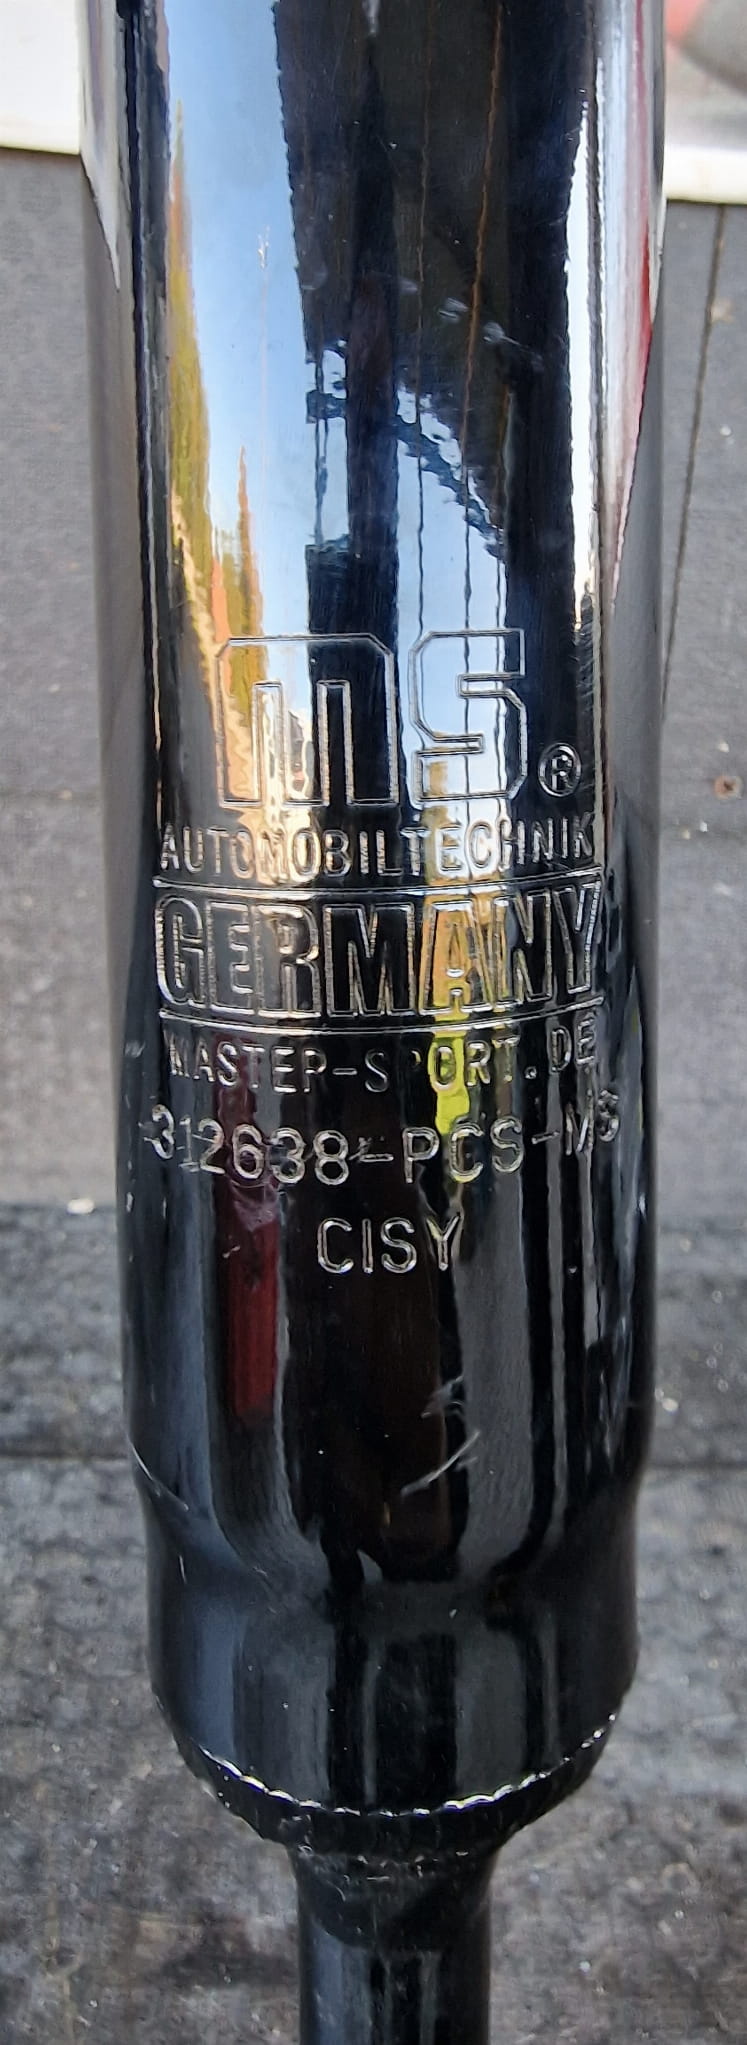 ms®
AUTOMOBILTECHNIK
GERMANY
MASTER-SPORT.DE
312638-PCS-MS
CISY